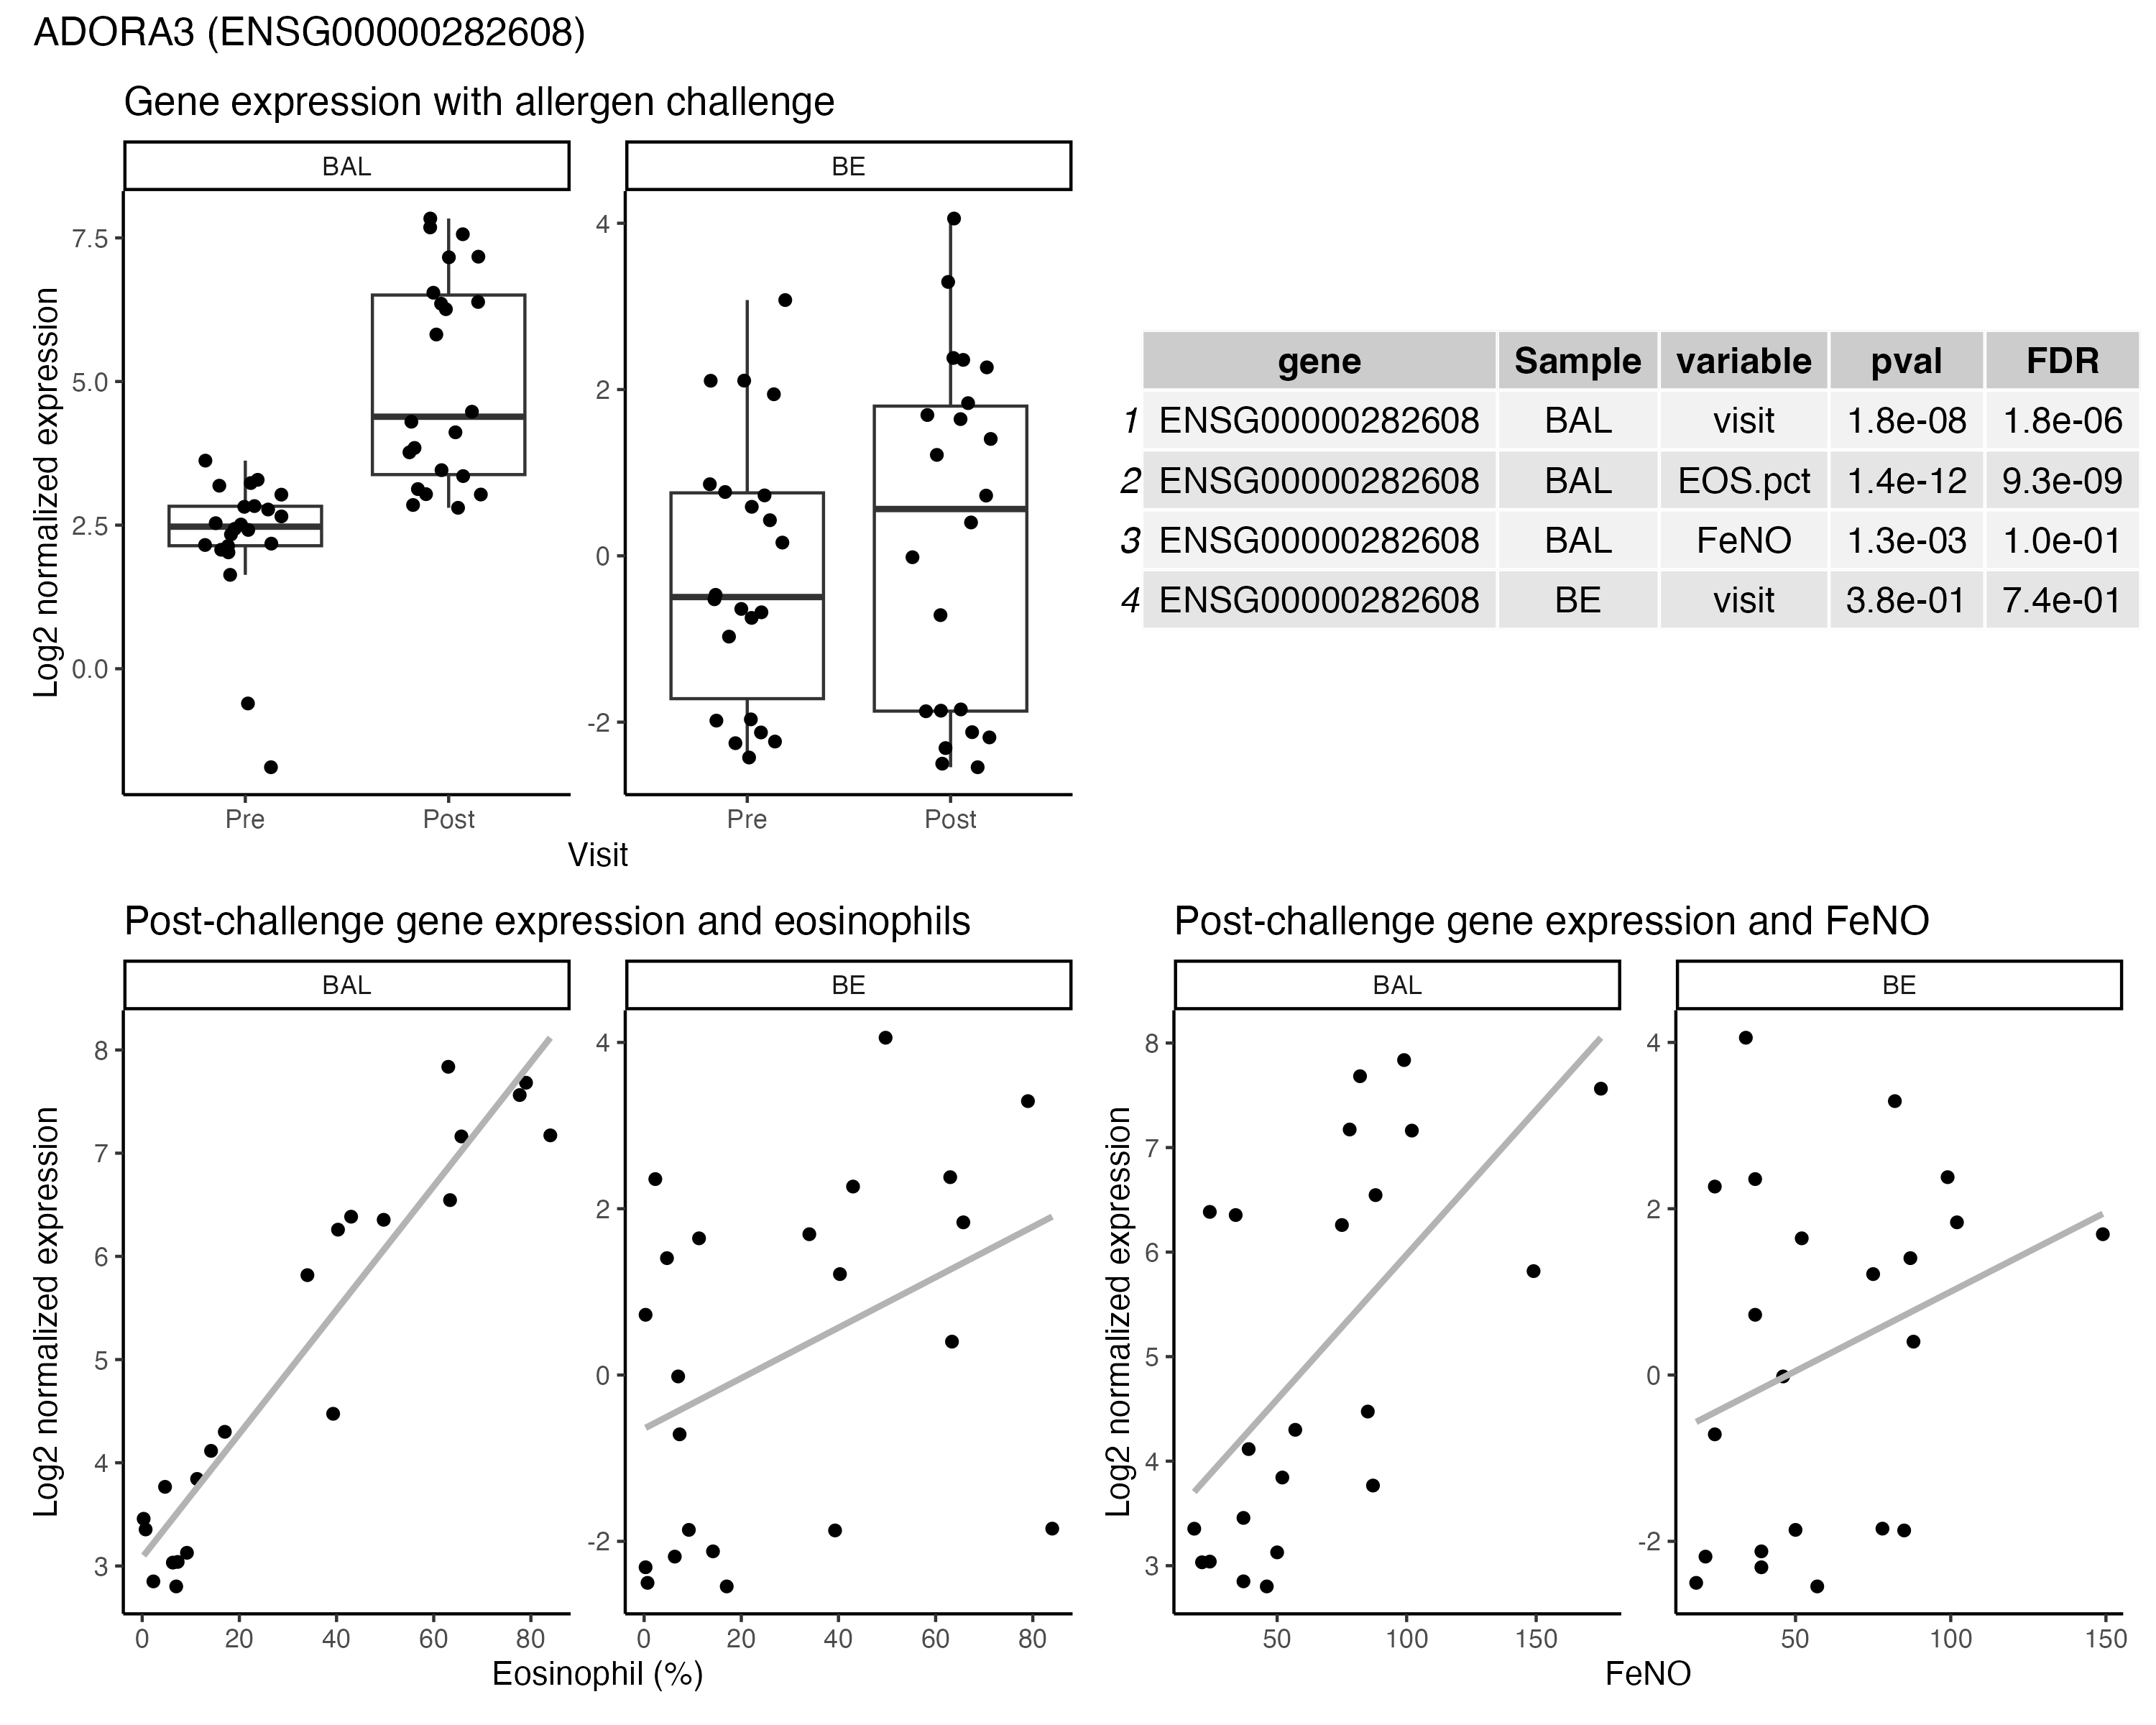 ADORA3 (ENSG00000282608)
Gene expression with allergen challenge
BAL
BE
Log2 normalized expression
7.5
5.0
2.5
0.0
4
2
0
-2
Pre
Post
Pre
Post
Visit
gene Sample variable pval FDR
1 ENSG00000282608 BAL visit 1.8e-08 1.8e-06
2 ENSG00000282608 BAL EOS.pct 1.4e-12 9.3e-09
3 ENSG00000282608 BAL FeNO 1.3e-03 1.0e-01
4 ENSG00000282608 BE visit 3.8e-01 7.4e-01
Post-challenge gene expression and eosinophils
BAL
BE
Log2 normalized expression
8
7
6
5
4
3
4
2
0
-2
0 20 40 60 80
0 20 40 60 80
Eosinophil (%)
Post-challenge gene expression and FeNO
BAL
BE
Log2 normalized expression
8
7
6
5
4
3
4
2
0
-2
50 100 150
50 100 150
FeNO